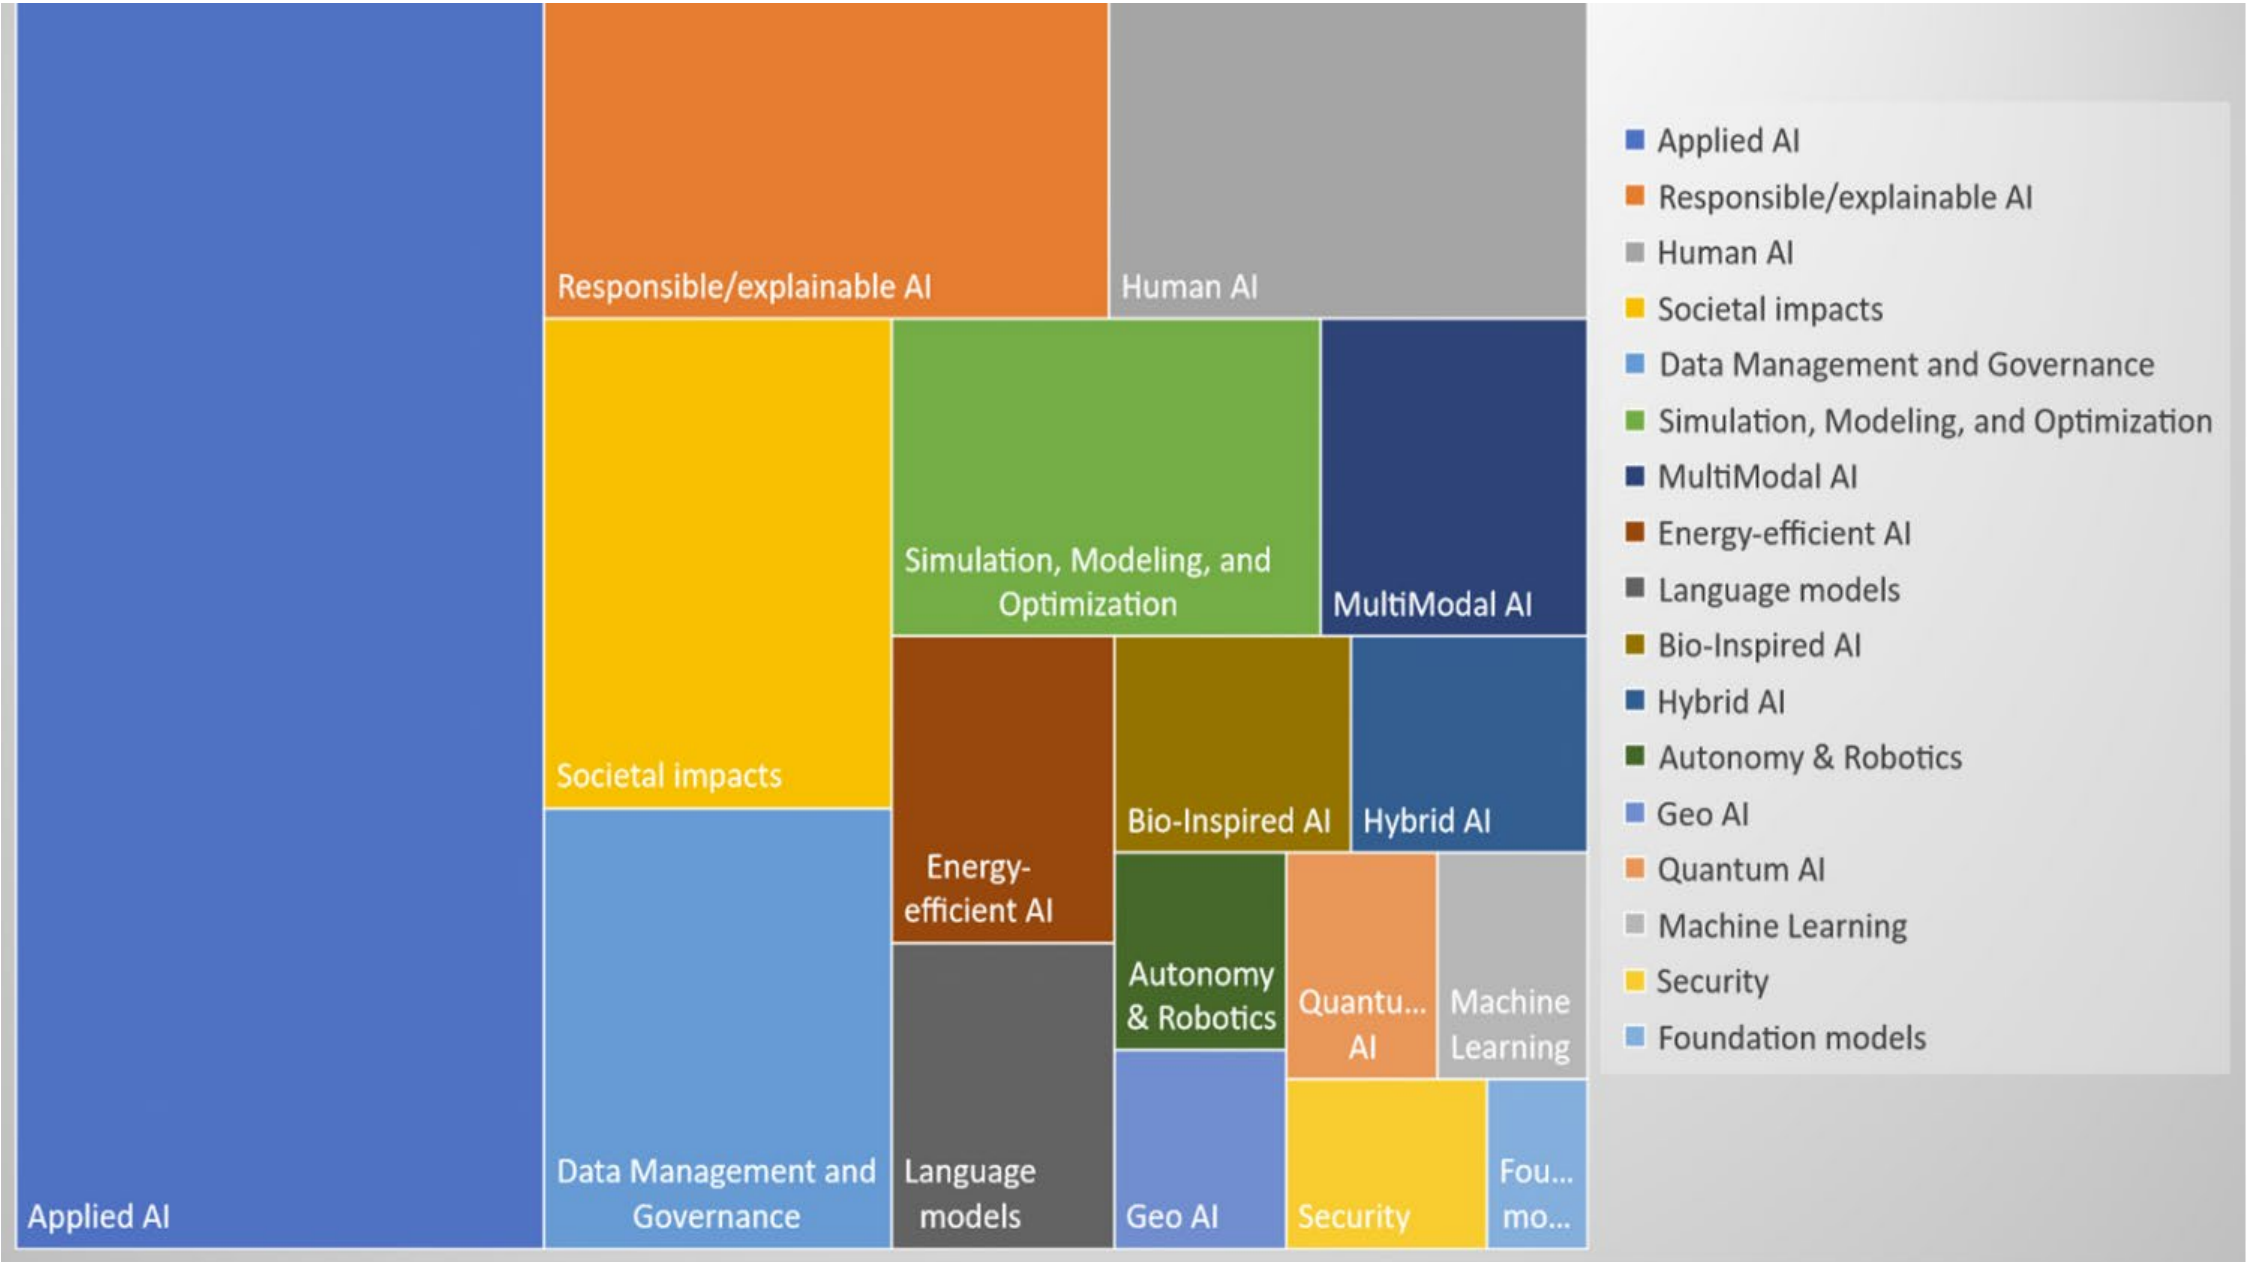 Applied AI
Responsible/explainable AI
Human AI
Societal impacts
Data Management and
Governance
Simulation, Modeling, and
Optimization
MultiModal AI
Energy-
efficient AI
Language
models
Bio-Inspired AI
Hybrid AI
Autonomy
& Robotics
Geo AI
Quantu...
AI
Machine
Learning
Security
Fou...
mo...
Applied AI
Responsible/explainable AI
Human AI
Societal impacts
Data Management and Governance
Simulation, Modeling, and Optimization
MultiModal AI
Energy-efficient AI
Language models
Bio-Inspired AI
Hybrid AI
Autonomy & Robotics
Geo AI
Quantum AI
Machine Learning
Security
Foundation models